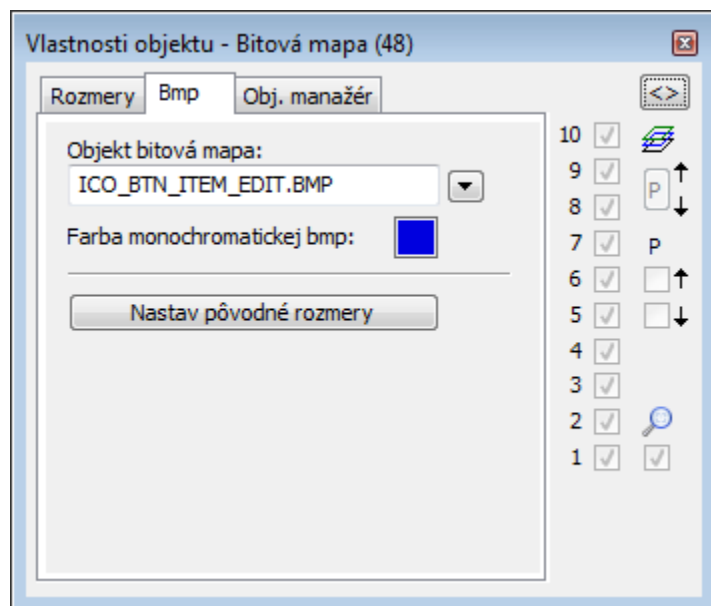 Vlastnosti objektu - Bitová mapa (48)
Rozmery Bmp Obj. manažér
<>
Objekt bitová mapa:
ICO_BTN_ITEM_EDIT.BMP
Farba monochromatickej bmp:
Nastav pôvodné rozmery
10
9
P
8
7 P
6
5
4
3
2
1